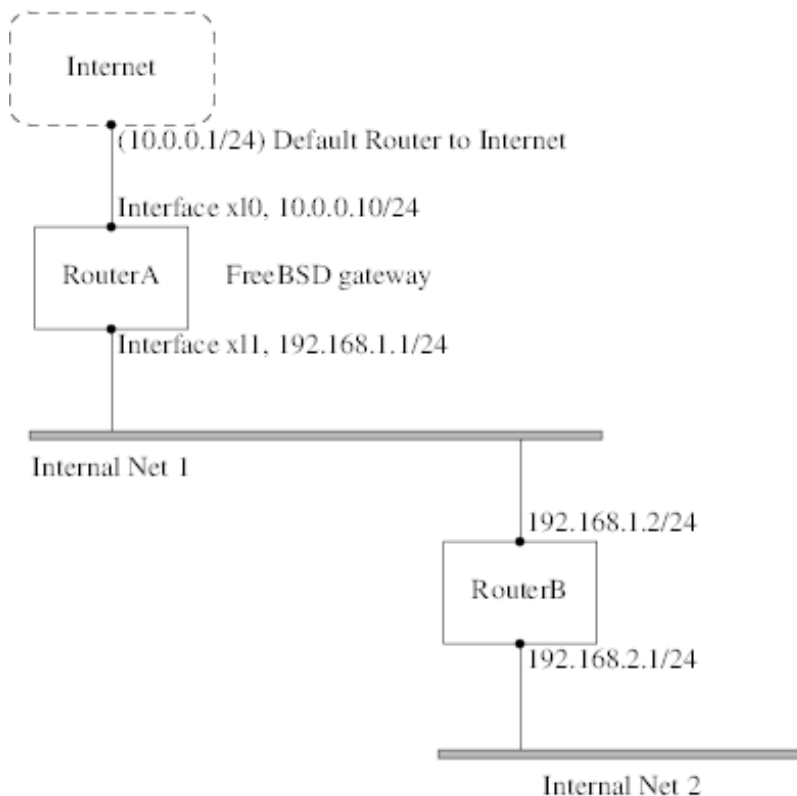 Internet
(10.0.0.1/24) Default Router to Internet
Interface xl0, 10.0.0.10/24
RouterA
FreeBSD gateway
Interface xl1, 192.168.1.1/24
Internal Net 1
192.168.1.2/24
RouterB
192.168.2.1/24
Internal Net 2